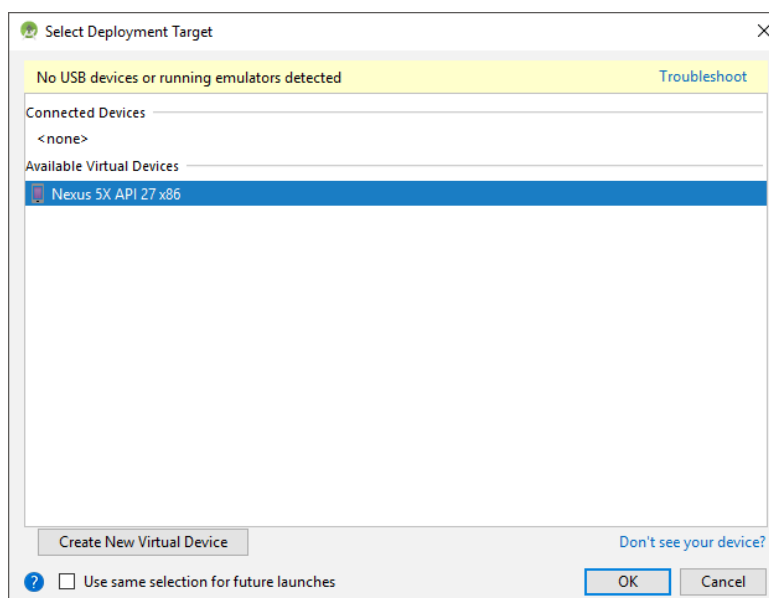 Select Deployment Target
No USB devices or running emulators detected Troubleshoot
Connected Devices
<none>
Available Virtual Devices
Nexus 5X API 27 x86
Create New Virtual Device Don't see your device?
? Use same selection for future launches OK Cancel